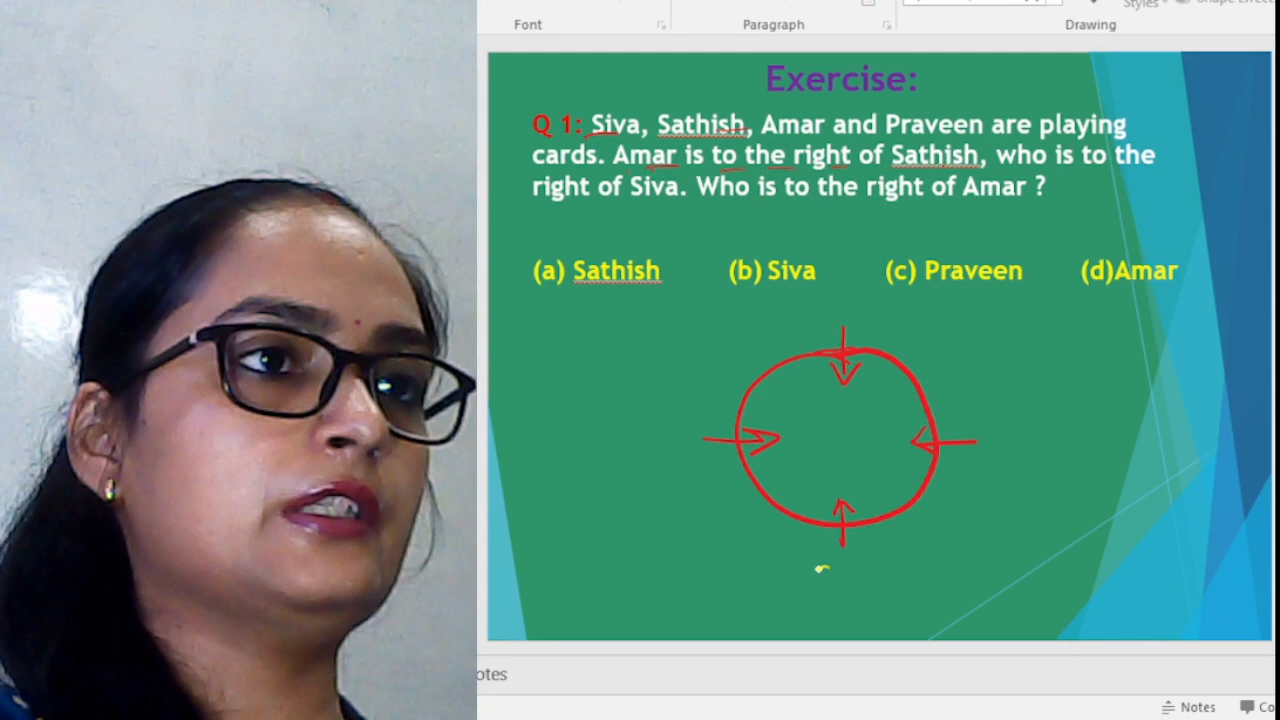 Styles
Font Paragraph Drawing
Exercise:
Q 1: Siva, Sathish, Amar and Praveen are playing
cards. Amar is to the right of Sathish, who is to the
right of Siva. Who is to the right of Amar ?
(a) Sathish (b) Siva (c) Praveen (d)Amar
otes
Notes Co